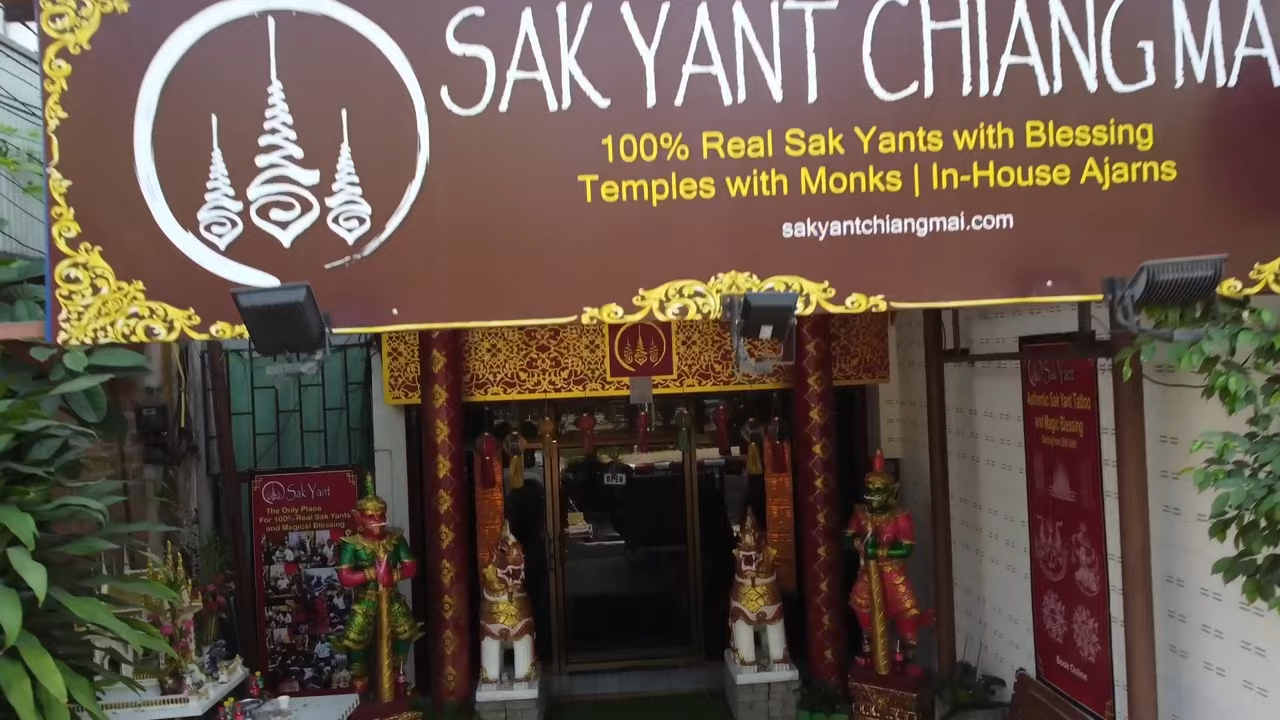 SAK YANT CHIANG MA
100% Real Sak Yants with Blessing
Temples with Monks | In-House Ajarns
sakyantchiangmai.com
OPEN
Sak Yant
The Only Place
For 100% Real Sak Yants
and Magical Blessing
Sak Yant
Authentic Sak Yant Tattoo
and Magic Blessing
Book Online